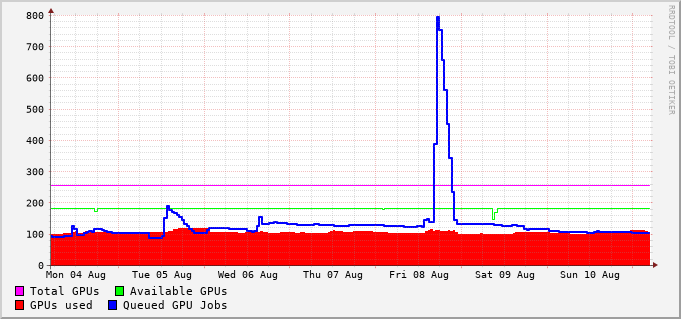 800
700
600
500
400
300
200
100
0
Mon 04 Aug Tue 05 Aug Wed 06 Aug Thu 07 Aug Fri 08 Aug Sat 09 Aug Sun 10 Aug
Total GPUs Available GPUs
GPUs used Queued GPU Jobs
RRDTOOL / TOBI OETIKER